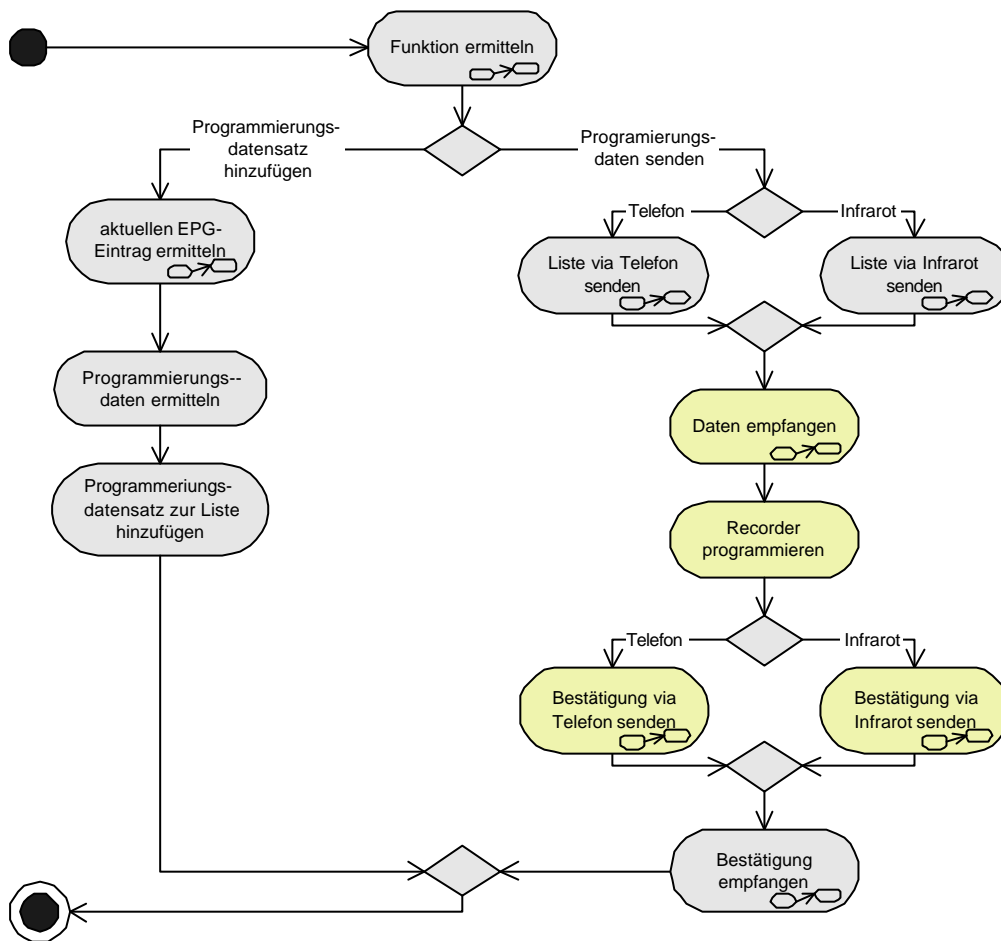 Funktion ermitteln
Programmierungs-
datensatz
hinzufügen
Programierungs-
daten senden
aktuellen EPG-
Eintrag ermitteln
Telefon
Infrarot
Liste via Telefon
senden
Liste via Infrarot
senden
Programmierungs--
daten ermitteln
Daten empfangen
Programmeriungs-
datensatz zur Liste
hinzufügen
Recorder
programmieren
Telefon
Infrarot
Bestätigung via
Telefon senden
Bestätigung via
Infrarot senden
Bestätigung
empfangen